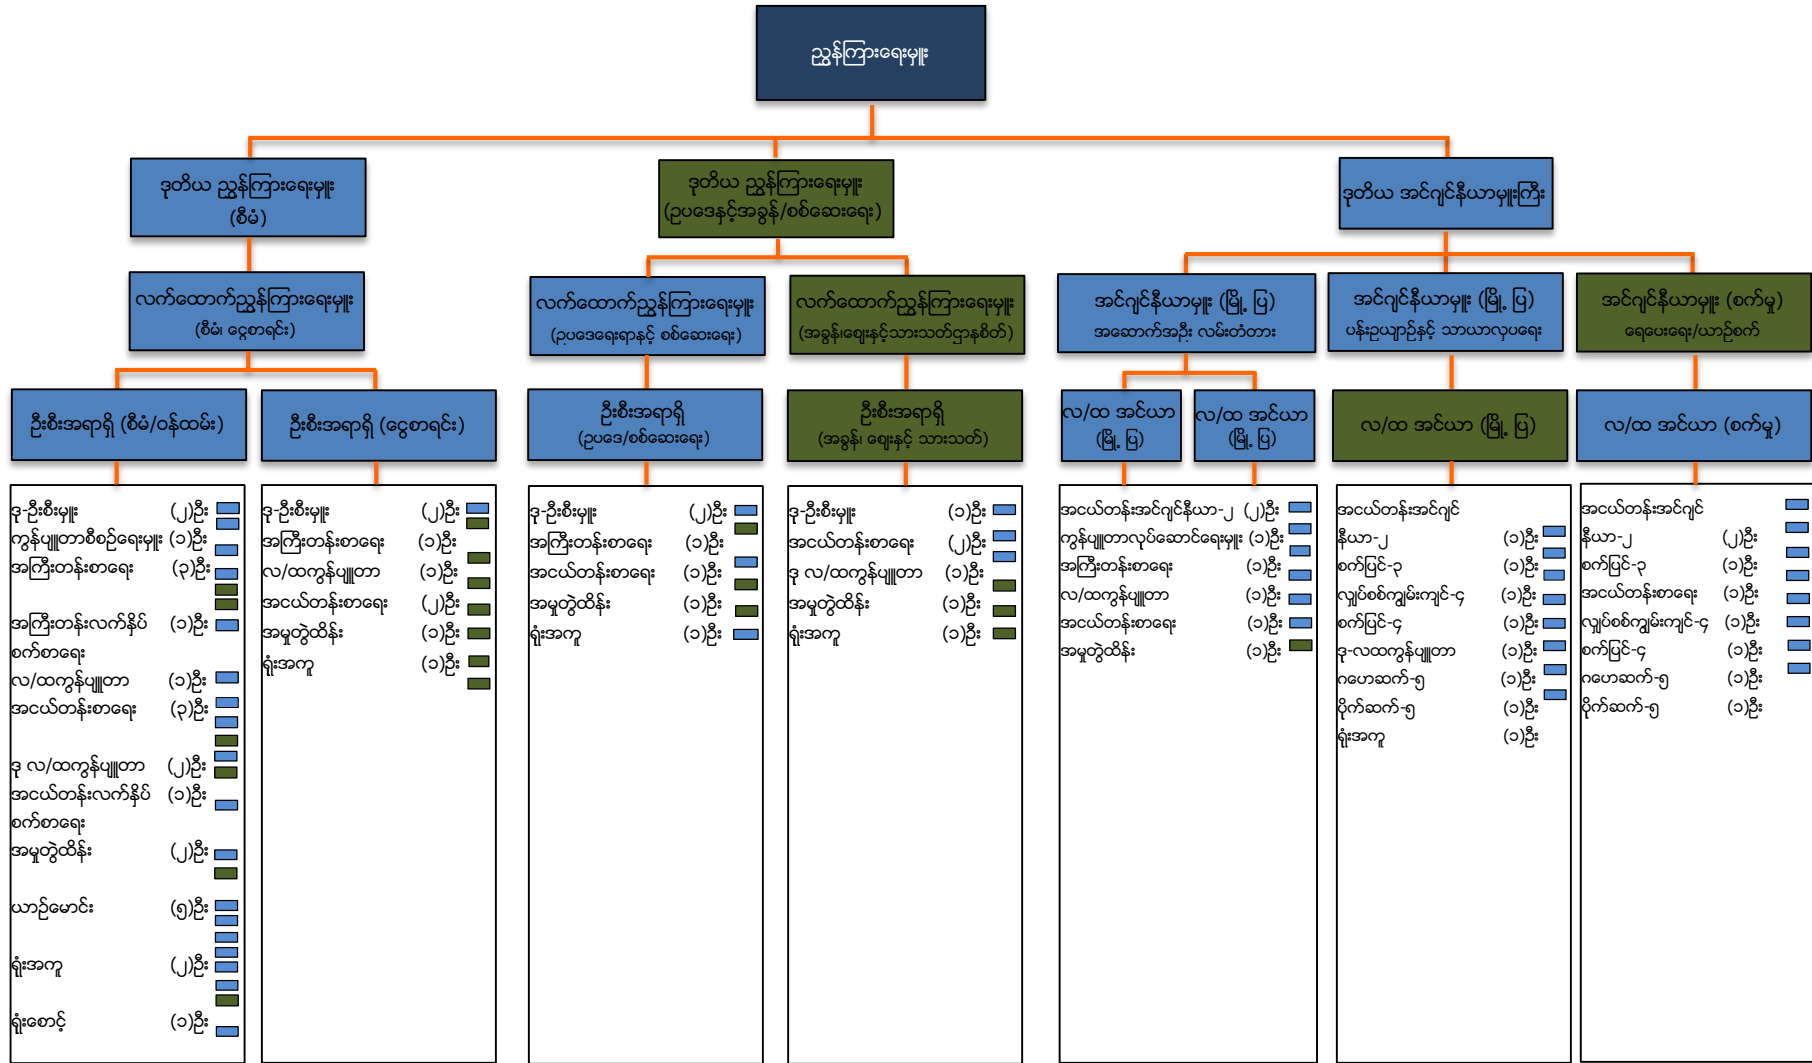 ညွှန်ကြားရေးမှူး
ဒုတိယ ညွှန်ကြားရေးမှူး
(စီမံ)
ဒုတိယ ညွှန်ကြားရေးမှူး
(ဥပဒေနှင့်အခွန်/စစ်ဆေးရေး)
ဒုတိယ အင်ဂျင်နီယာမှူးကြီး
လက်ထောက်ညွှန်ကြားရေးမှူး
(စီမံ၊ ငွေစာရင်း)
လက်ထောက်ညွှန်ကြားရေးမှူး
(ဥပဒေရေးရာနှင့် စစ်ဆေးရေး)
လက်ထောက်ညွှန်ကြားရေးမှူး
(အခွန်၊ဈေးနှင့်သားသတ်ဌာနစိတ်)
အင်ဂျင်နီယာမှူး (မြို့ ပြ)
အဆောက်အဦး လမ်းတံတား
အင်ဂျင်နီယာမှူး (မြို့ ပြ)
ပန်းဥယျာဉ်နှင့် သာယာလှပရေး
အင်ဂျင်နီယာမှူး (စက်မှု)
ရေပေးရေး/ယာဉ်စက်
ဦးစီးအရာရှိ (စီမံ/ဝန်ထမ်း)
ဦးစီးအရာရှိ (ငွေစာရင်း)
ဦးစီးအရာရှိ
(ဥပဒေ/စစ်ဆေးရေး)
ဦးစီးအရာရှိ
(အခွန်၊ ဈေးနှင့် သားသတ်)
လ/ထ အင်ယာ
(မြို့ ပြ)
လ/ထ အင်ယာ
(မြို့ ပြ)
လ/ထ အင်ယာ (မြို့ ပြ)
လ/ထ အင်ယာ (စက်မှု)
ဒု-ဦးစီးမှူး (၂)ဦး
ကွန်ပျူတာစီစဉ်ရေးမှူး (၁)ဦး
အကြီးတန်းစာရေး (၃)ဦး
အကြီးတန်းလက်နှိပ် (၁)ဦး
စက်စာရေး
လ/ထကွန်ပျူတာ (၁)ဦး
အငယ်တန်းစာရေး (၃)ဦး
ဒု လ/ထကွန်ပျူတာ (၂)ဦး
အငယ်တန်းလက်နှိပ် (၁)ဦး
စက်စာရေး
အမှုတွဲထိန်း (၂)ဦး
ယာဉ်မောင်း (၅)ဦး
ရုံးအကူ (၂)ဦး
ရုံးစောင့် (၁)ဦး
ဒု-ဦးစီးမှူး (၂)ဦး
အကြီးတန်းစာရေး (၁)ဦး
လ/ထကွန်ပျူတာ (၁)ဦး
အငယ်တန်းစာရေး (၂)ဦး
အမှုတွဲထိန်း (၁)ဦး
ရုံးအကူ (၁)ဦး
ဒု-ဦးစီးမှူး (၂)ဦး
အကြီးတန်းစာရေး (၁)ဦး
အငယ်တန်းစာရေး (၁)ဦး
အမှုတွဲထိန်း (၁)ဦး
ရုံးအကူ (၁)ဦး
ဒု-ဦးစီးမှူး (၁)ဦး
အငယ်တန်းစာရေး (၂)ဦး
ဒု လ/ထကွန်ပျူတာ (၁)ဦး
အမှုတွဲထိန်း (၁)ဦး
ရုံးအကူ (၁)ဦး
အငယ်တန်းအင်ဂျင်နီယာ-၂ (၂)ဦး
ကွန်ပျူတာလုပ်ဆောင်ရေးမှူး (၁)ဦး
အကြီးတန်းစာရေး (၁)ဦး
လ/ထကွန်ပျူတာ (၁)ဦး
အငယ်တန်းစာရေး (၁)ဦး
အမှုတွဲထိန်း (၁)ဦး
အငယ်တန်းအင်ဂျင်
နီယာ-၂ (၁)ဦး
စက်ပြင်-၃ (၁)ဦး
လျှပ်စစ်ကျွမ်းကျင်-၄ (၁)ဦး
စက်ပြင်-၄ (၁)ဦး
ဒု-လထကွန်ပျူတာ (၁)ဦး
ဂဟေဆက်-၅ (၁)ဦး
ပိုက်ဆက်-၅ (၁)ဦး
ရုံးအကူ (၁)ဦး
အငယ်တန်းအင်ဂျင်
နီယာ-၂ (၂)ဦး
စက်ပြင်-၃ (၁)ဦး
အငယ်တန်းစာရေး (၁)ဦး
လျှပ်စစ်ကျွမ်းကျင်-၄ (၁)ဦး
စက်ပြင်-၄ (၁)ဦး
ဂဟေဆက်-၅ (၁)ဦး
ပိုက်ဆက်-၅ (၁)ဦး